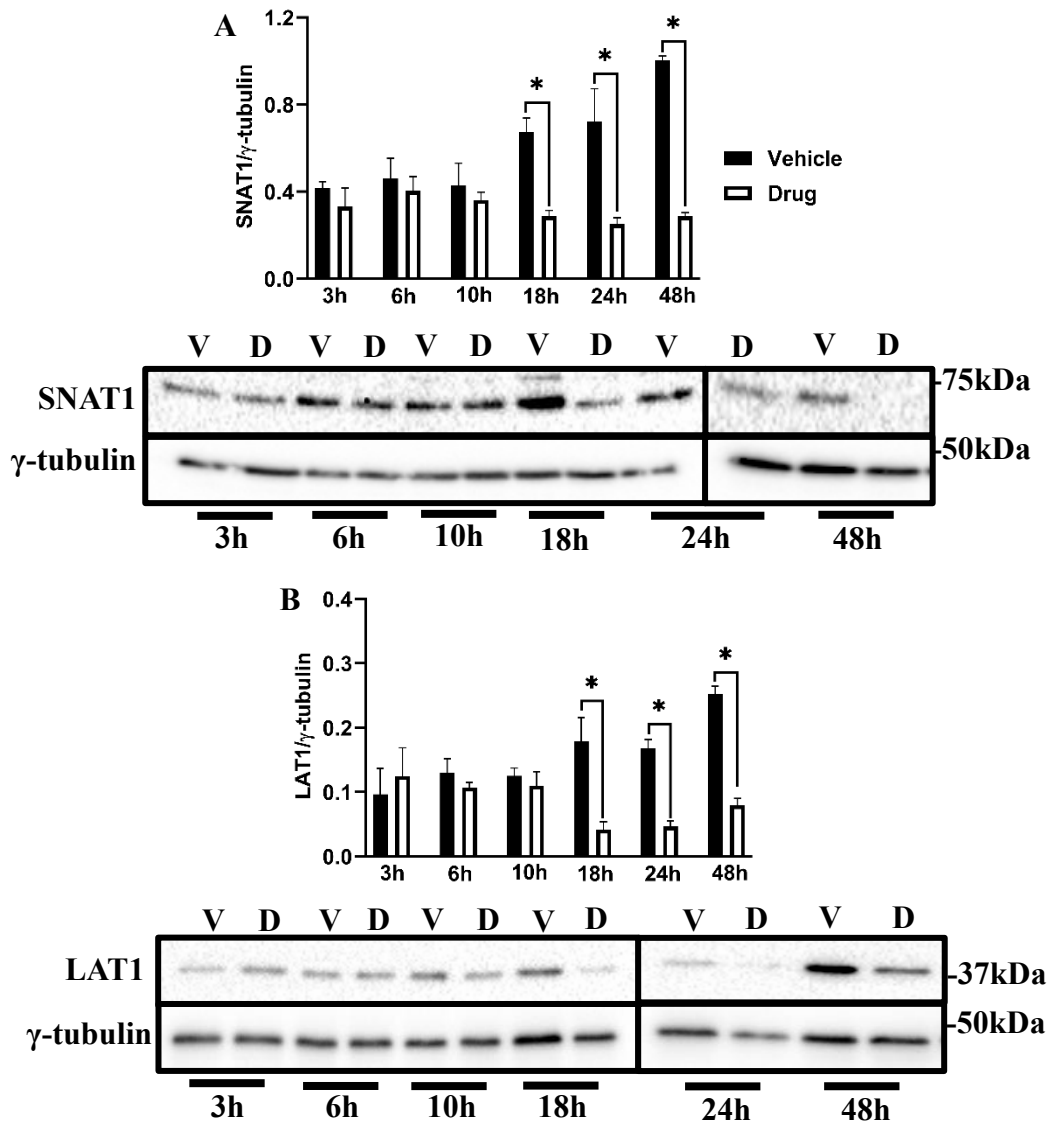 A
1.2
0.8
0.4
0.0
SNAT1/γ-tubulin
* * *
Vehicle
Drug
3h 6h 10h 18h 24h 48h
V D V D V D V D V D V D
SNAT1
-75kDa
γ-tubulin
-50kDa
3h 6h 10h 18h 24h 48h
B
0.4
0.3
0.2
0.1
0.0
LAT1/γ-tubulin
* * *
3h 6h 10h 18h 24h 48h
V D V D V D V D V D V D
LAT1
-37kDa
γ-tubulin
-50kDa
3h 6h 10h 18h 24h 48h